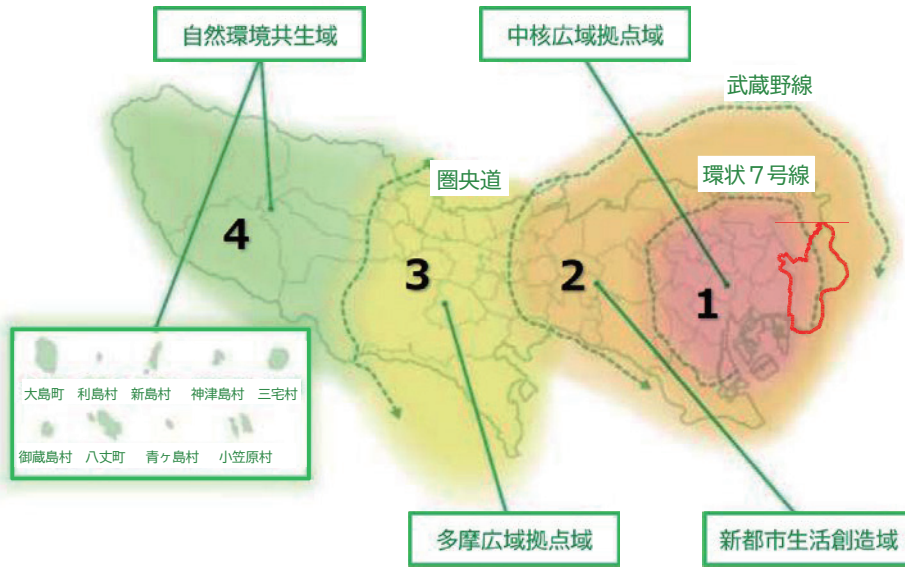 自然環境共生域
中核広域拠点域
武蔵野線
環状7号線
圏央道
4
3
2
1
大島町 利島村 新島村 神津島村 三宅村
御蔵島村 八丈町 青ヶ島村 小笠原村
多摩広域拠点域
新都市生活創造域